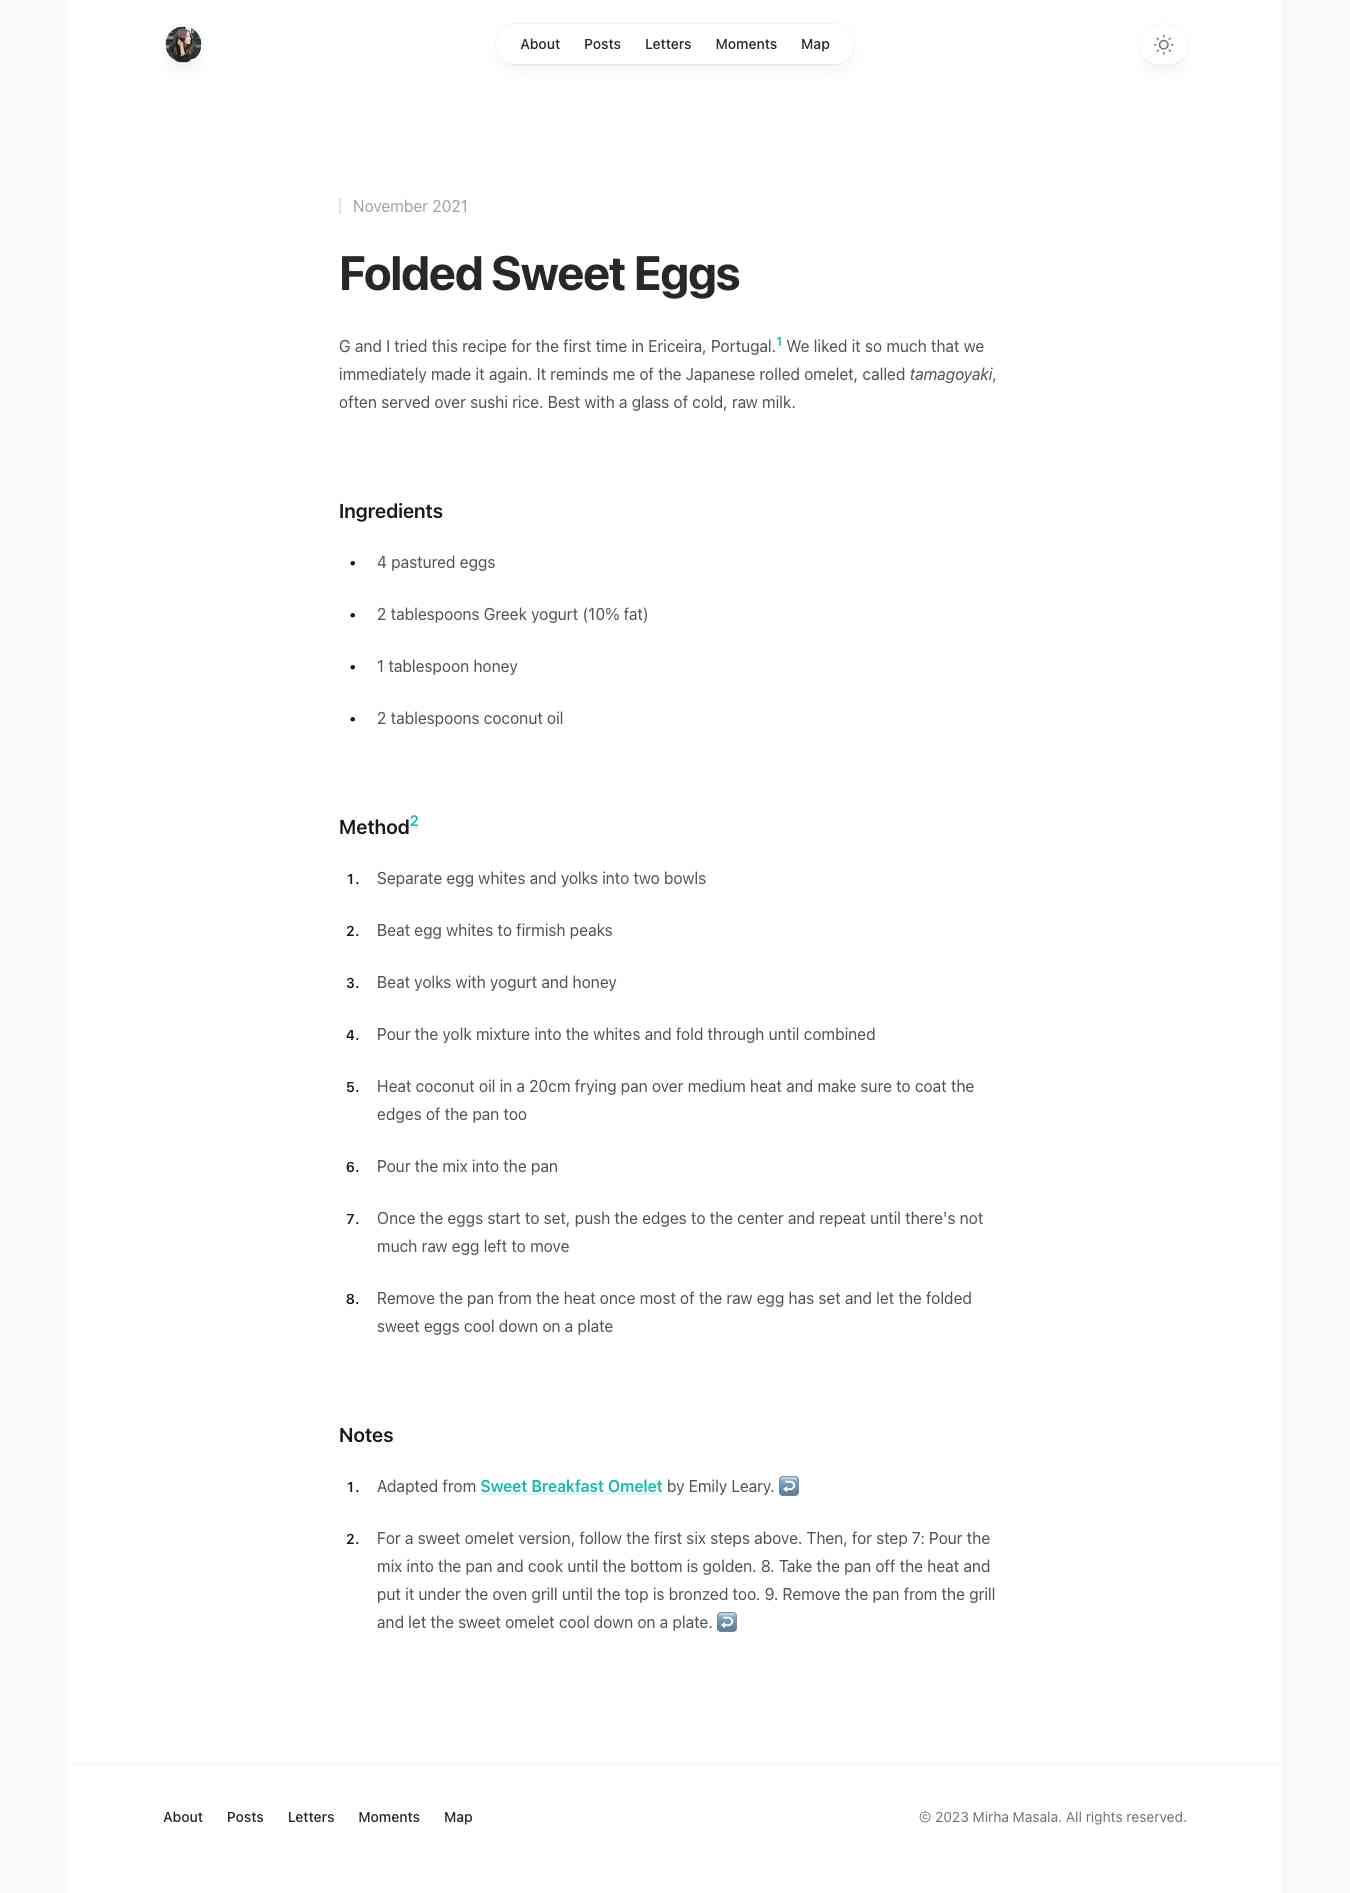 About Posts Letters Moments Map
November 2021
Folded Sweet Eggs
G and I tried this recipe for the first time in Ericeira, Portugal.1 We liked it so much that we
immediately made it again. It reminds me of the Japanese rolled omelet, called tamagoyaki,
often served over sushi rice. Best with a glass of cold, raw milk.
Ingredients
• 4 pastured eggs
• 2 tablespoons Greek yogurt (10% fat)
• 1 tablespoon honey
• 2 tablespoons coconut oil
Method2
1. Separate egg whites and yolks into two bowls
2. Beat egg whites to firmish peaks
3. Beat yolks with yogurt and honey
4. Pour the yolk mixture into the whites and fold through until combined
5. Heat coconut oil in a 20cm frying pan over medium heat and make sure to coat the
edges of the pan too
6. Pour the mix into the pan
7. Once the eggs start to set, push the edges to the center and repeat until there's not
much raw egg left to move
8. Remove the pan from the heat once most of the raw egg has set and let the folded
sweet eggs cool down on a plate
Notes
1. Adapted from Sweet Breakfast Omelet by Emily Leary. ↩️
2. For a sweet omelet version, follow the first six steps above. Then, for step 7: Pour the
mix into the pan and cook until the bottom is golden. 8. Take the pan off the heat and
put it under the oven grill until the top is bronzed too. 9. Remove the pan from the grill
and let the sweet omelet cool down on a plate. ↩️
About Posts Letters Moments Map
© 2023 Mirha Masala. All rights reserved.